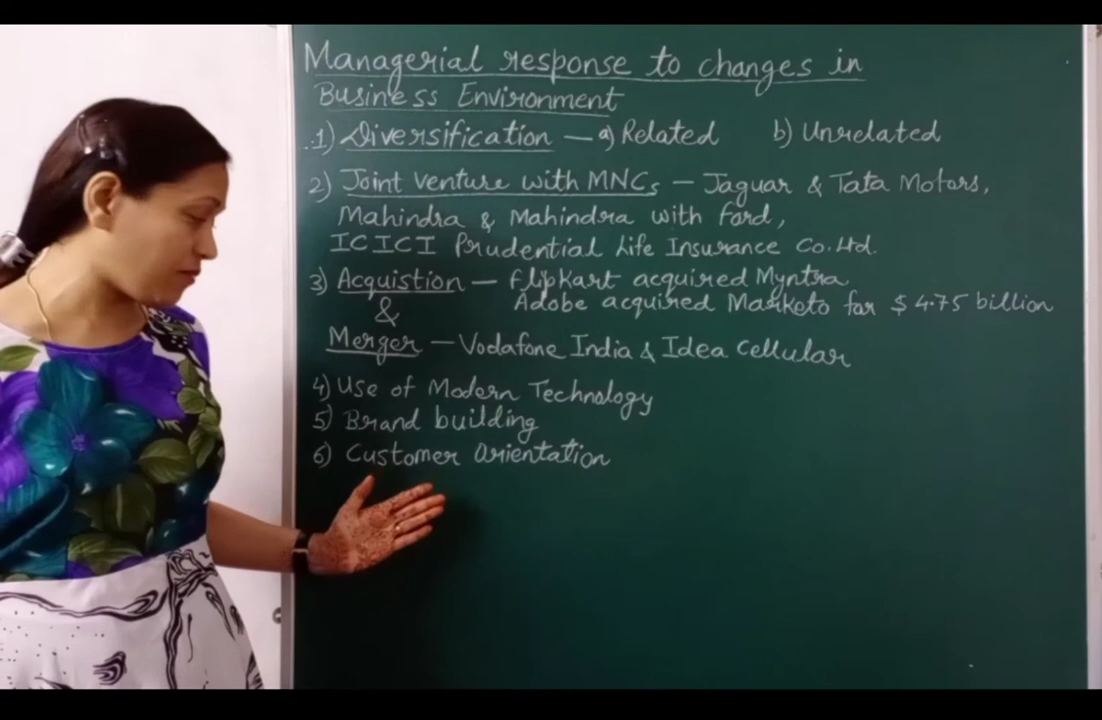 Managerial response to changes in
Business Environment
1) Diversification — a) Related b) Unrelated
2) Joint venture with MNCs — Jaguar & Tata Motors,
Mahindra & Mahindra with Ford,
ICICI Prudential Life Insurance Co. Ltd.
3) Acquistion — Flipkart acquired Myntra
& Adobe acquired Marketo for $ 4.75 billion
Merger — Vodafone India & Idea Cellular
4) Use of Modern Technology
5) Brand building
6) Customer Orientation